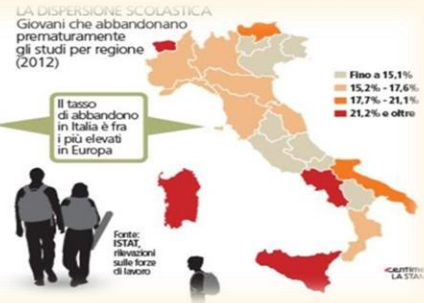 LA DISPERSIONE SCOLASTICA
Giovani che abbandonano
prematuramente
gli studi per regione
(2012)
Il tasso
di abbandono
in Italia è fra
i più elevati
in Europa
Fino a 15,1%
15,2% - 17,6%
17,7% - 21,1%
21,2% e oltre
Fonte:
ISTAT,
rilevazioni
sulle forze
di lavoro
LA STAM